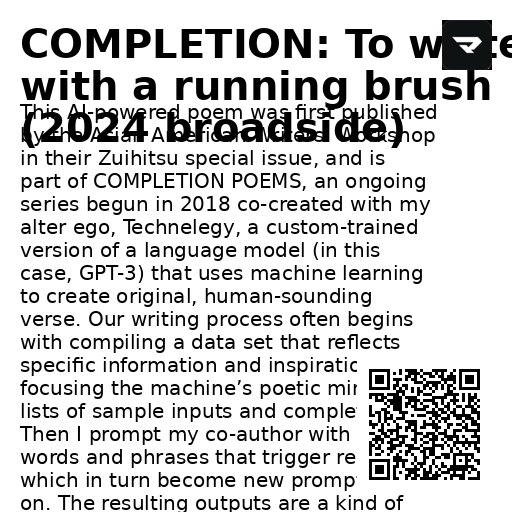 COMPLETION: To write
with a running brush
(2024 broadside)
This AI-powered poem was first published
by the Asian American Writers' Workshop
in their Zuihitsu special issue, and is
part of COMPLETION POEMS, an ongoing
series begun in 2018 co-created with my
alter ego, Technelegy, a custom-trained
version of a language model (in this
case, GPT-3) that uses machine learning
to create original, human-sounding
verse. Our writing process often begins
with compiling a data set that reflects
specific information and
focusing the machine’s poetic
lists of sample inputs and
Then I prompt my co-author with
words and phrases that trigger
which in turn become new
on. The resulting outputs are a kind of